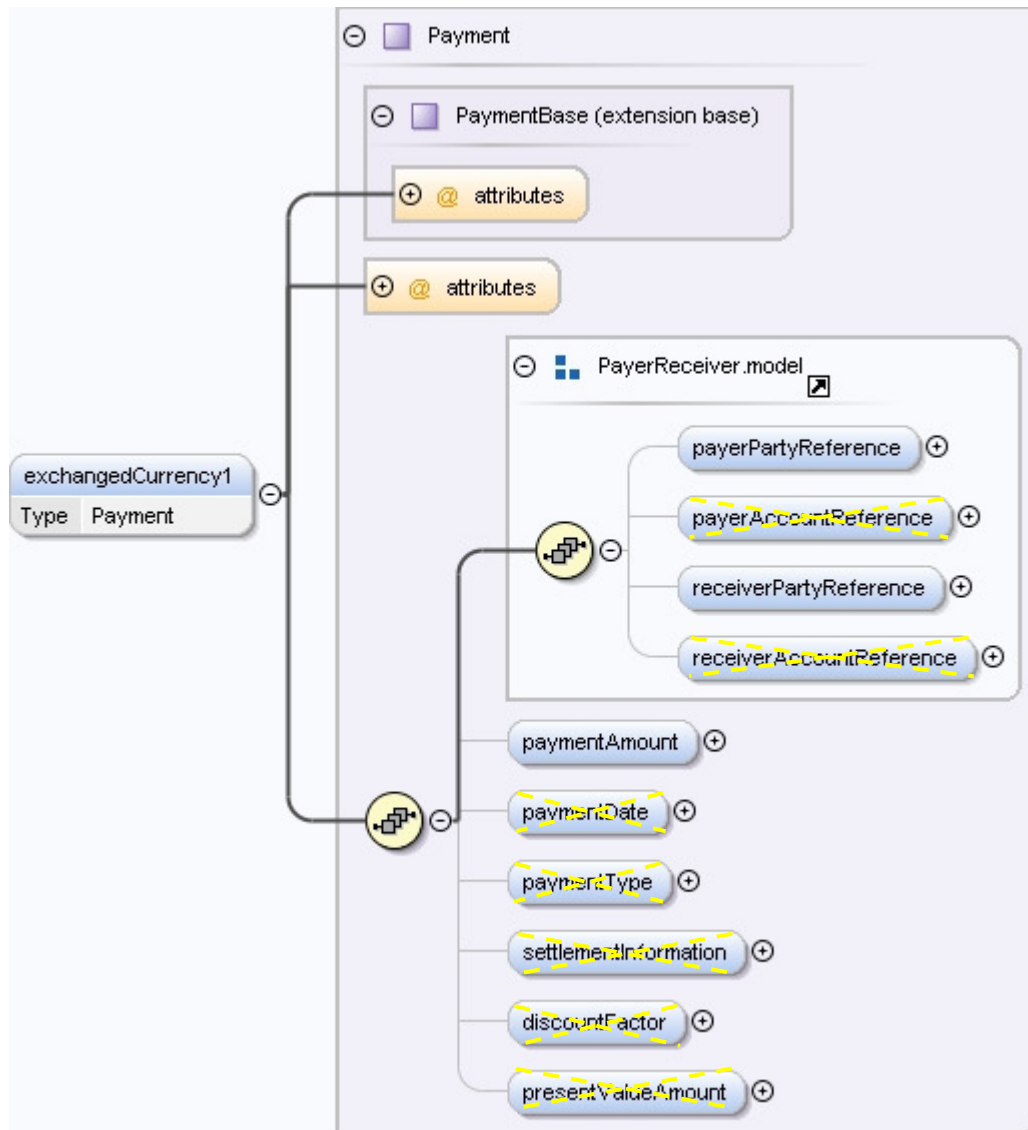 Payment
PaymentBase (extension base)
@ attributes
@ attributes
PayerReceiver.model
payerPartyReference
payerAccountReference
receiverPartyReference
receiverAccountReference
exchangedCurrency1
Type Payment
paymentAmount
paymentDate
paymentType
settlementInformation
discountFactor
presentValueAmount